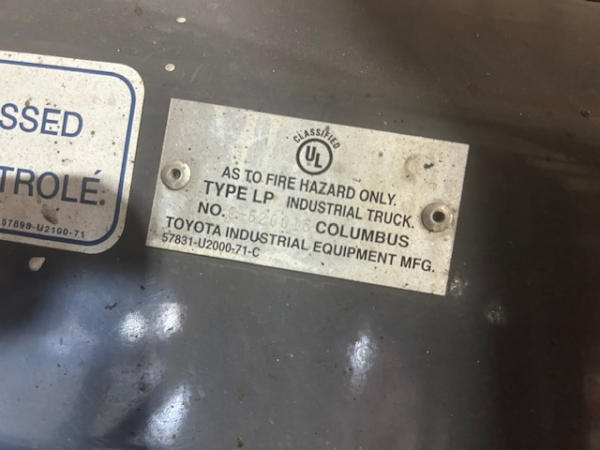 SSED
TROLÉ.
57898-U2100-71
CLASSIFIED
UL
AS TO FIRE HAZARD ONLY.
TYPE LP INDUSTRIAL TRUCK.
NO. COLUMBUS
TOYOTA INDUSTRIAL EQUIPMENT MFG.
57831-U2000-71-C